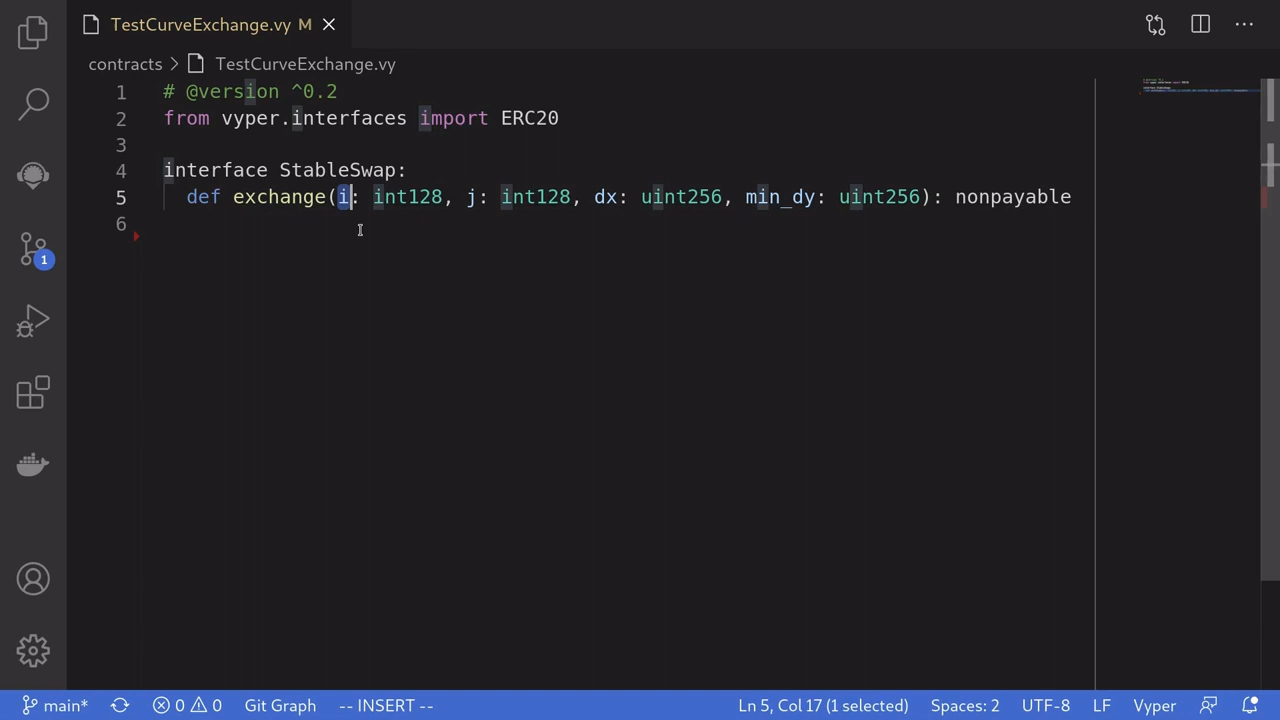 TestCurveExchange.vy M
contracts > TestCurveExchange.vy
1 # @version ^0.2
2 from vyper.interfaces import ERC20
3
4 interface StableSwap:
5 def exchange(i: int128, j: int128, dx: uint256, min_dy: uint256): nonpayable
6
1
main* 0 0 Git Graph -- INSERT -- Ln 5, Col 17 (1 selected) Spaces: 2 UTF-8 LF Vyper